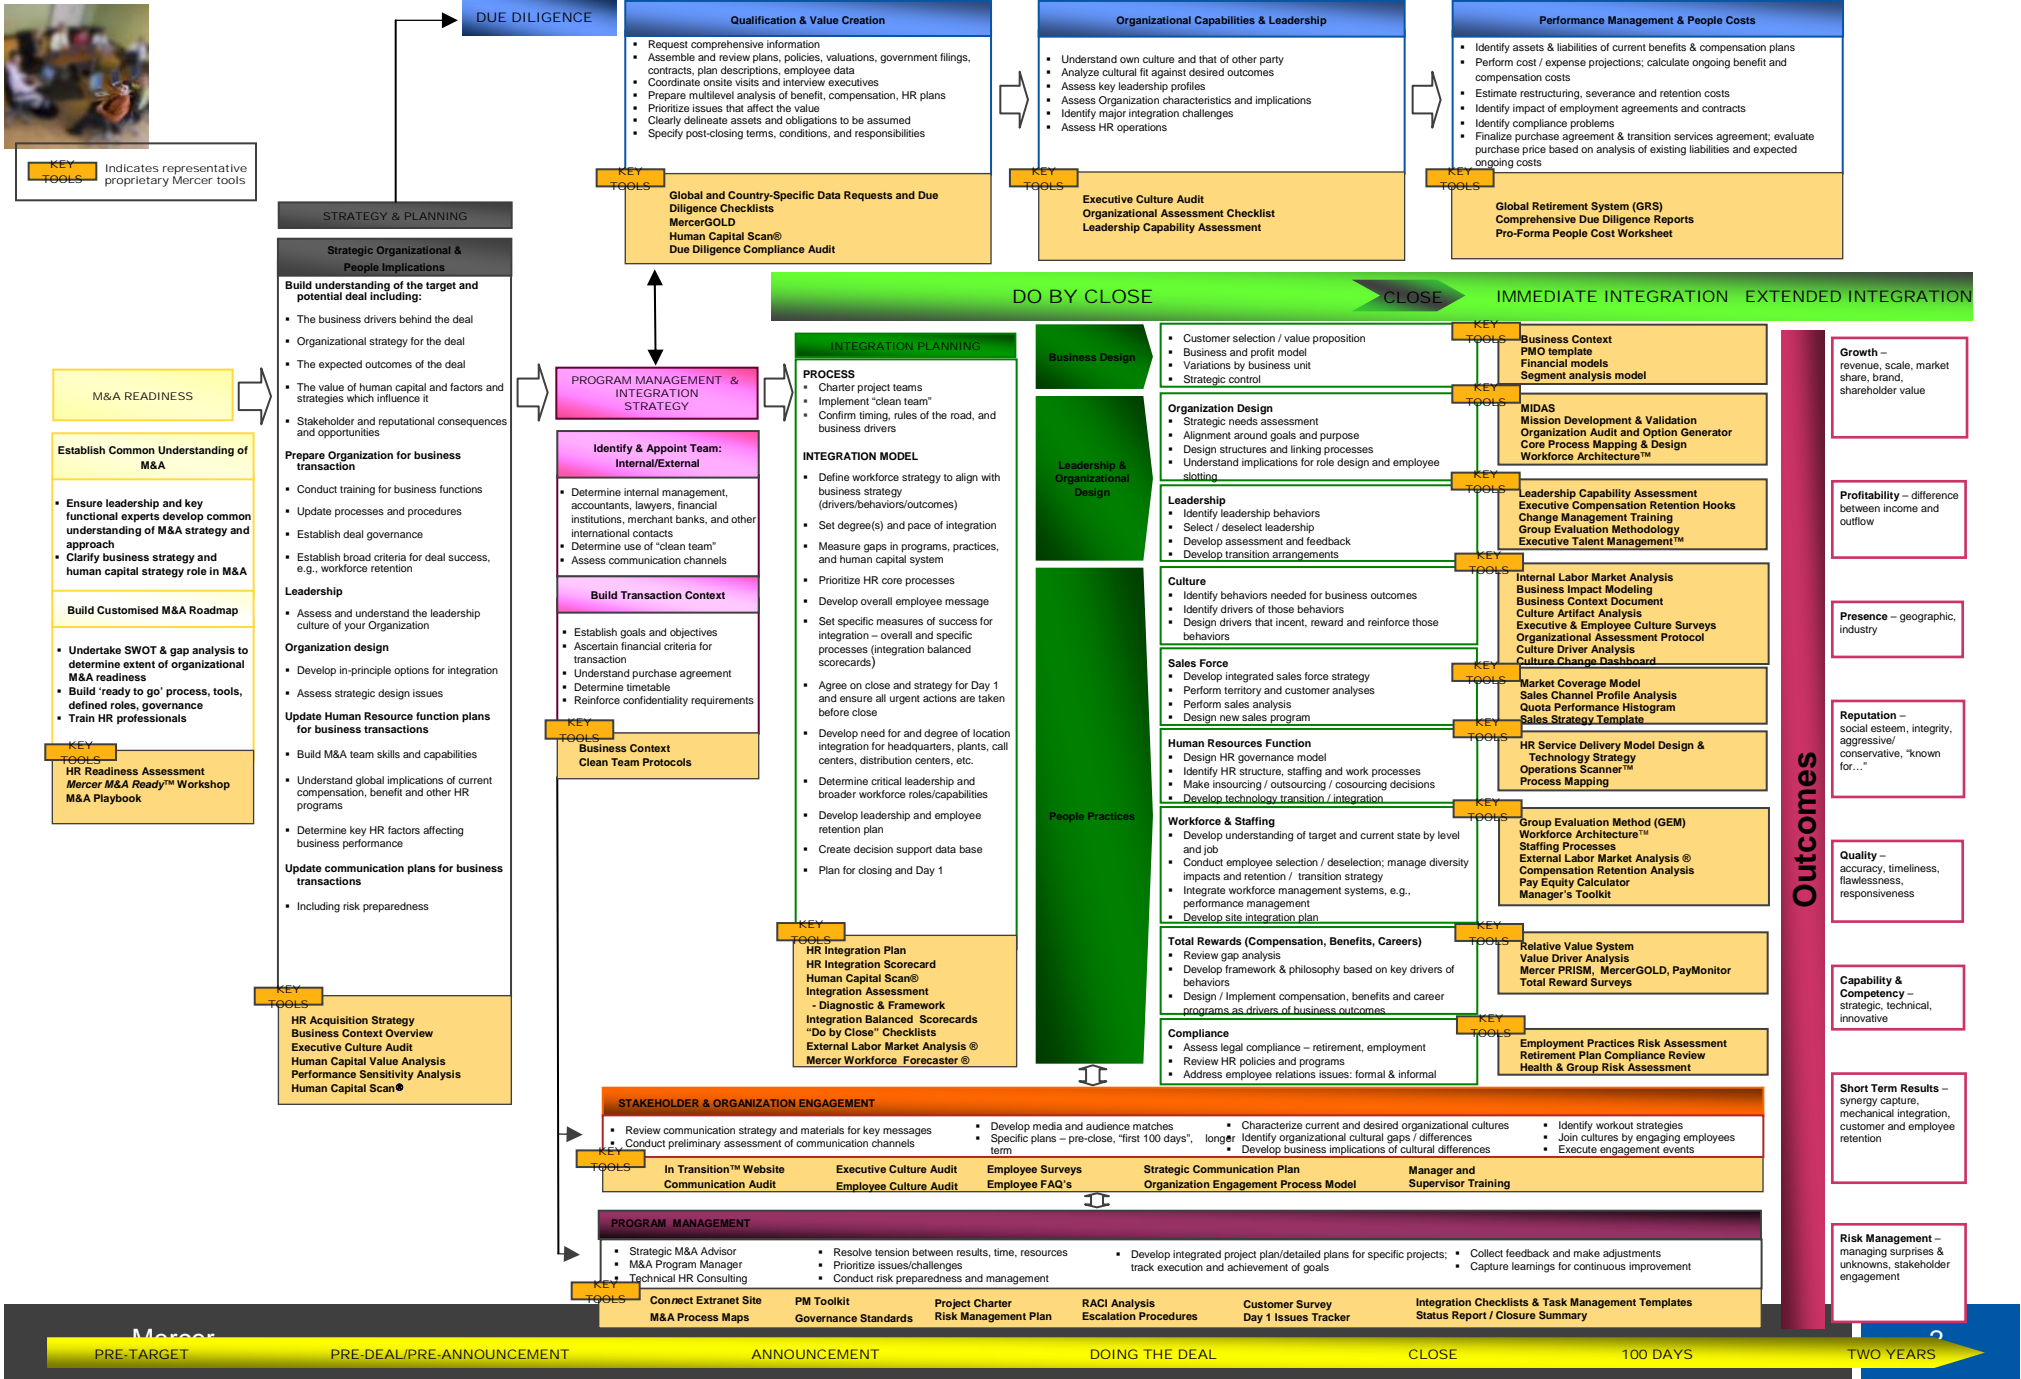 DUE DILIGENCE
Qualification & Value Creation
▪ Request comprehensive information
▪ Assemble and review plans, policies, valuations, government filings,
contracts, plan descriptions, employee data
▪ Coordinate onsite visits and interview executives
▪ Prepare multilevel analysis of benefit, compensation, HR plans
▪ Prioritize issues that affect the value
▪ Clearly delineate assets and obligations to be assumed
▪ Specify post-closing terms, conditions, and responsibilities
KEY
TOOLS
Global and Country-Specific Data Requests and Due
Diligence Checklists
MercerGOLD
Human Capital Scan®
Due Diligence Compliance Audit
Organizational Capabilities & Leadership
▪ Understand own culture and that of other party
▪ Analyze cultural fit against desired outcomes
▪ Assess key leadership profiles
▪ Assess Organization characteristics and implications
▪ Identify major integration challenges
▪ Assess HR operations
KEY
TOOLS
Executive Culture Audit
Organizational Assessment Checklist
Leadership Capability Assessment
Performance Management & People Costs
▪ Identify assets & liabilities of current benefits & compensation plans
▪ Perform cost / expense projections; calculate ongoing benefit and
compensation costs
▪ Estimate restructuring, severance and retention costs
▪ Identify impact of employment agreements and contracts
▪ Identify compliance problems
▪ Finalize purchase agreement & transition services agreement; evaluate
purchase price based on analysis of existing liabilities and expected
ongoing costs
KEY
TOOLS
Global Retirement System (GRS)
Comprehensive Due Diligence Reports
Pro-Forma People Cost Worksheet
KEY
TOOLS
Indicates representative
proprietary Mercer tools
M&A READINESS
Establish Common Understanding of
M&A
▪ Ensure leadership and key
functional experts develop common
understanding of M&A strategy and
approach
▪ Clarify business strategy and
human capital strategy role in M&A
Build Customised M&A Roadmap
▪ Undertake SWOT & gap analysis to
determine extent of organizational
M&A readiness
▪ Build ‘ready to go’ process, tools,
defined roles, governance
▪ Train HR professionals
KEY
TOOLS
HR Readiness Assessment
Mercer M&A Ready™ Workshop
M&A Playbook
STRATEGY & PLANNING
Strategic Organizational &
People Implications
Build understanding of the target and
potential deal including:
▪ The business drivers behind the deal
▪ Organizational strategy for the deal
▪ The expected outcomes of the deal
▪ The value of human capital and factors and
strategies which influence it
▪ Stakeholder and reputational consequences
and opportunities
Prepare Organization for business
transaction
▪ Conduct training for business functions
▪ Update processes and procedures
▪ Establish deal governance
▪ Establish broad criteria for deal success,
e.g., workforce retention
Leadership
▪ Assess and understand the leadership
culture of your Organization
Organization design
▪ Develop in-principle options for integration
▪ Assess strategic design issues
Update Human Resource function plans
for business transactions
▪ Build M&A team skills and capabilities
▪ Understand global implications of current
compensation, benefit and other HR
programs
▪ Determine key HR factors affecting
business performance
Update communication plans for business
transactions
▪ Including risk preparedness
KEY
TOOLS
HR Acquisition Strategy
Business Context Overview
Executive Culture Audit
Human Capital Value Analysis
Performance Sensitivity Analysis
Human Capital Scan®
PROGRAM MANAGEMENT &
INTEGRATION
STRATEGY
Identify & Appoint Team:
Internal/External
▪ Determine internal management,
accountants, lawyers, financial
institutions, merchant banks, and other
international contacts
▪ Determine use of “clean team”
▪ Assess communication channels
Build Transaction Context
▪ Establish goals and objectives
▪ Ascertain financial criteria for
transaction
▪ Understand purchase agreement
▪ Determine timetable
▪ Reinforce confidentiality requirements
KEY
TOOLS
Business Context
Clean Team Protocols
DO BY CLOSE
CLOSE
IMMEDIATE INTEGRATION
EXTENDED INTEGRATION
INTEGRATION PLANNING
PROCESS
▪ Charter project teams
▪ Implement “clean team”
▪ Confirm timing, rules of the road, and
business drivers
INTEGRATION MODEL
▪ Define workforce strategy to align with
business strategy
(drivers/behaviors/outcomes)
▪ Set degree(s) and pace of integration
▪ Measure gaps in programs, practices,
and human capital system
▪ Prioritize HR core processes
▪ Develop overall employee message
▪ Set specific measures of success for
integration – overall and specific
processes (integration balanced
scorecards)
▪ Agree on close and strategy for Day 1
and ensure all urgent actions are taken
before close
▪ Develop need for and degree of location
integration for headquarters, plants, call
centers, distribution centers, etc.
▪ Determine critical leadership and
broader workforce roles/capabilities
▪ Develop leadership and employee
retention plan
▪ Create decision support data base
▪ Plan for closing and Day 1
KEY
TOOLS
HR Integration Plan
HR Integration Scorecard
Human Capital Scan®
Integration Assessment
- Diagnostic & Framework
Integration Balanced Scorecards
“Do by Close” Checklists
External Labor Market Analysis ®
Mercer Workforce Forecaster ®
Business Design
▪ Customer selection / value proposition
▪ Business and profit model
▪ Variations by business unit
▪ Strategic control
KEY
TOOLS
Business Context
PMO template
Financial models
Segment analysis model
Leadership &
Organizational
Design
Organization Design
▪ Strategic needs assessment
▪ Alignment around goals and purpose
▪ Design structures and linking processes
▪ Understand implications for role design and employee
slotting
KEY
TOOLS
MIDAS
Mission Development & Validation
Organization Audit and Option Generator
Core Process Mapping & Design
Workforce Architecture™
Leadership
▪ Identify leadership behaviors
▪ Select / deselect leadership
▪ Develop assessment and feedback
▪ Develop transition arrangements
KEY
TOOLS
Leadership Capability Assessment
Executive Compensation Retention Hooks
Change Management Training
Group Evaluation Methodology
Executive Talent Management™
People Practices
Culture
▪ Identify behaviors needed for business outcomes
▪ Identify drivers of those behaviors
▪ Design drivers that incent, reward and reinforce those
behaviors
KEY
TOOLS
Internal Labor Market Analysis
Business Impact Modeling
Business Context Document
Culture Artifact Analysis
Executive & Employee Culture Surveys
Organizational Assessment Protocol
Culture Driver Analysis
Culture Change Dashboard
Sales Force
▪ Develop integrated sales force strategy
▪ Perform territory and customer analyses
▪ Perform sales analysis
▪ Design new sales program
KEY
TOOLS
Market Coverage Model
Sales Channel Profile Analysis
Quota Performance Histogram
Sales Strategy Template
Human Resources Function
▪ Design HR governance model
▪ Identify HR structure, staffing and work processes
▪ Make insourcing / outsourcing / cosourcing decisions
▪ Develop technology transition / integration
KEY
TOOLS
HR Service Delivery Model Design &
Technology Strategy
Operations Scanner™
Process Mapping
Workforce & Staffing
▪ Develop understanding of target and current state by level
and job
▪ Conduct employee selection / deselection; manage diversity
impacts and retention / transition strategy
▪ Integrate workforce management systems, e.g.,
performance management
▪ Develop site integration plan
KEY
TOOLS
Group Evaluation Method (GEM)
Workforce Architecture™
Staffing Processes
External Labor Market Analysis ®
Compensation Retention Analysis
Pay Equity Calculator
Manager's Toolkit
Total Rewards (Compensation, Benefits, Careers)
▪ Review gap analysis
▪ Develop framework & philosophy based on key drivers of
behaviors
▪ Design / Implement compensation, benefits and career
programs as drivers of business outcomes
KEY
TOOLS
Relative Value System
Value Driver Analysis
Mercer PRISM, MercerGOLD, PayMonitor
Total Reward Surveys
Compliance
▪ Assess legal compliance – retirement, employment
▪ Review HR policies and programs
▪ Address employee relations issues: formal & informal
KEY
TOOLS
Employment Practices Risk Assessment
Retirement Plan Compliance Review
Health & Group Risk Assessment
Outcomes
Growth –
revenue, scale, market
share, brand,
shareholder value
Profitability – difference
between income and
outflow
Presence – geographic,
industry
Reputation –
social esteem, integrity,
aggressive/
conservative, “known
for…”
Quality –
accuracy, timeliness,
flawlessness,
responsiveness
Capability &
Competency –
strategic, technical,
innovative
Short Term Results –
synergy capture,
mechanical integration,
customer and employee
retention
Risk Management –
managing surprises &
unknowns, stakeholder
engagement
STAKEHOLDER & ORGANIZATION ENGAGEMENT
▪ Review communication strategy and materials for key messages
▪ Conduct preliminary assessment of communication channels
▪ Develop media and audience matches
▪ Specific plans – pre-close, “first 100 days”, longer
term
▪ Characterize current and desired organizational cultures
▪ Identify organizational cultural gaps / differences
▪ Develop business implications of cultural differences
▪ Identify workout strategies
▪ Join cultures by engaging employees
▪ Execute engagement events
KEY
TOOLS
In Transition™ Website
Communication Audit
Executive Culture Audit
Employee Culture Audit
Employee Surveys
Employee FAQ's
Strategic Communication Plan
Organization Engagement Process Model
Manager and
Supervisor Training
PROGRAM MANAGEMENT
▪ Strategic M&A Advisor
▪ M&A Program Manager
▪ Technical HR Consulting
▪ Resolve tension between results, time, resources
▪ Prioritize issues/challenges
▪ Conduct risk preparedness and management
▪ Develop integrated project plan/detailed plans for specific projects;
track execution and achievement of goals
▪ Collect feedback and make adjustments
▪ Capture learnings for continuous improvement
KEY
TOOLS
Connect Extranet Site
M&A Process Maps
PM Toolkit
Governance Standards
Project Charter
Risk Management Plan
RACI Analysis
Escalation Procedures
Customer Survey
Day 1 Issues Tracker
Integration Checklists & Task Management Templates
Status Report / Closure Summary
Mercer
2
PRE-TARGET
PRE-DEAL/PRE-ANNOUNCEMENT
ANNOUNCEMENT
DOING THE DEAL
CLOSE
100 DAYS
TWO YEARS